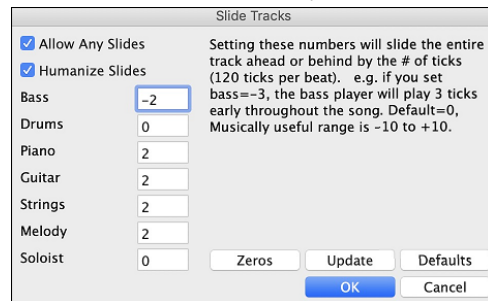 Slide Tracks
Allow Any Slides
Humanize Slides
Bass -2
Drums 0
Piano 2
Guitar 2
Strings 2
Melody 2
Soloist 0
Setting these numbers will slide the entire
track ahead or behind by the # of ticks
(120 ticks per beat). e.g. if you set
bass=-3, the bass player will play 3 ticks
early throughout the song. Default=0,
Musically useful range is -10 to +10.
Zeros Update Defaults
OK Cancel